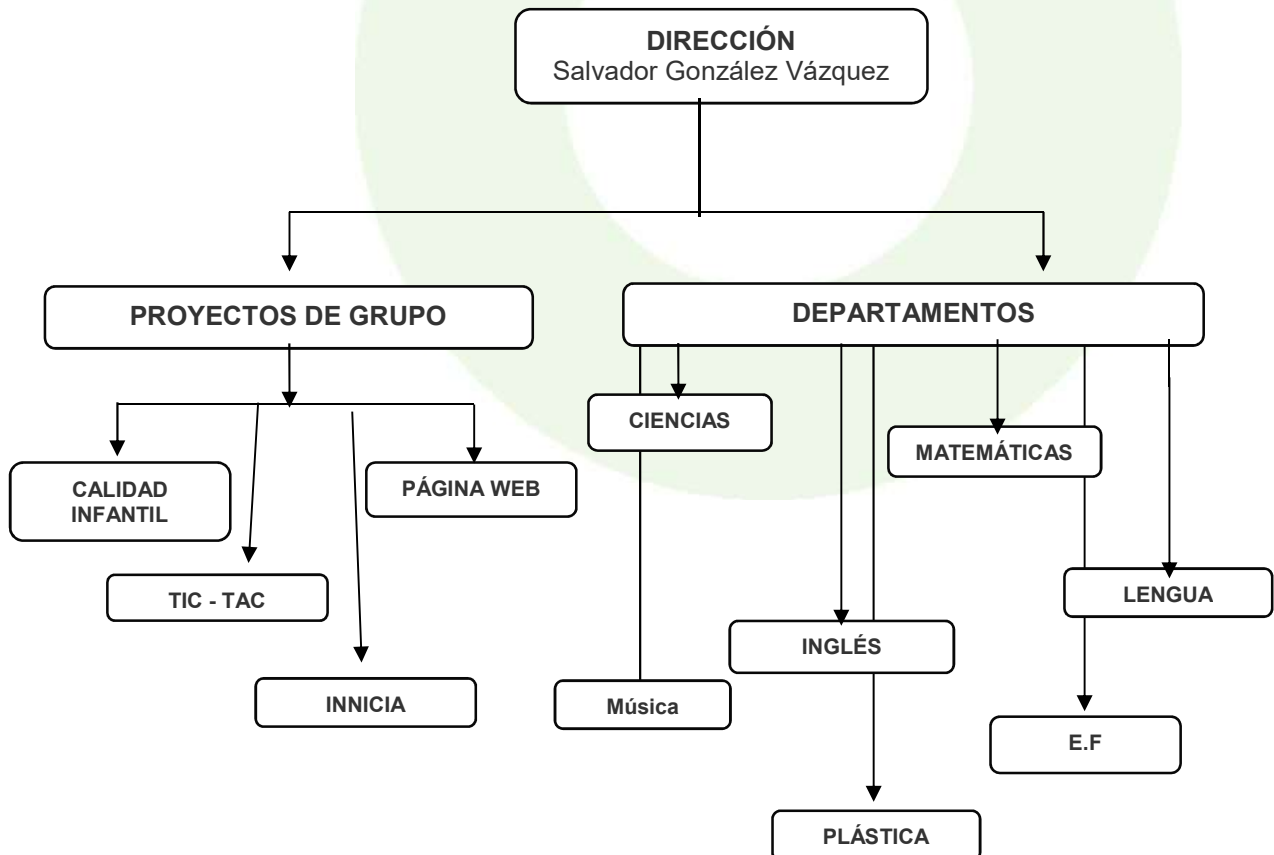 DIRECCIÓN
Salvador González Vázquez
PROYECTOS DE GRUPO
DEPARTAMENTOS
CIENCIAS
MATEMÁTICAS
CALIDAD
INFANTIL
PÁGINA WEB
TIC - TAC
LENGUA
INGLÉS
INNICIA
Música
E.F
PLÁSTICA